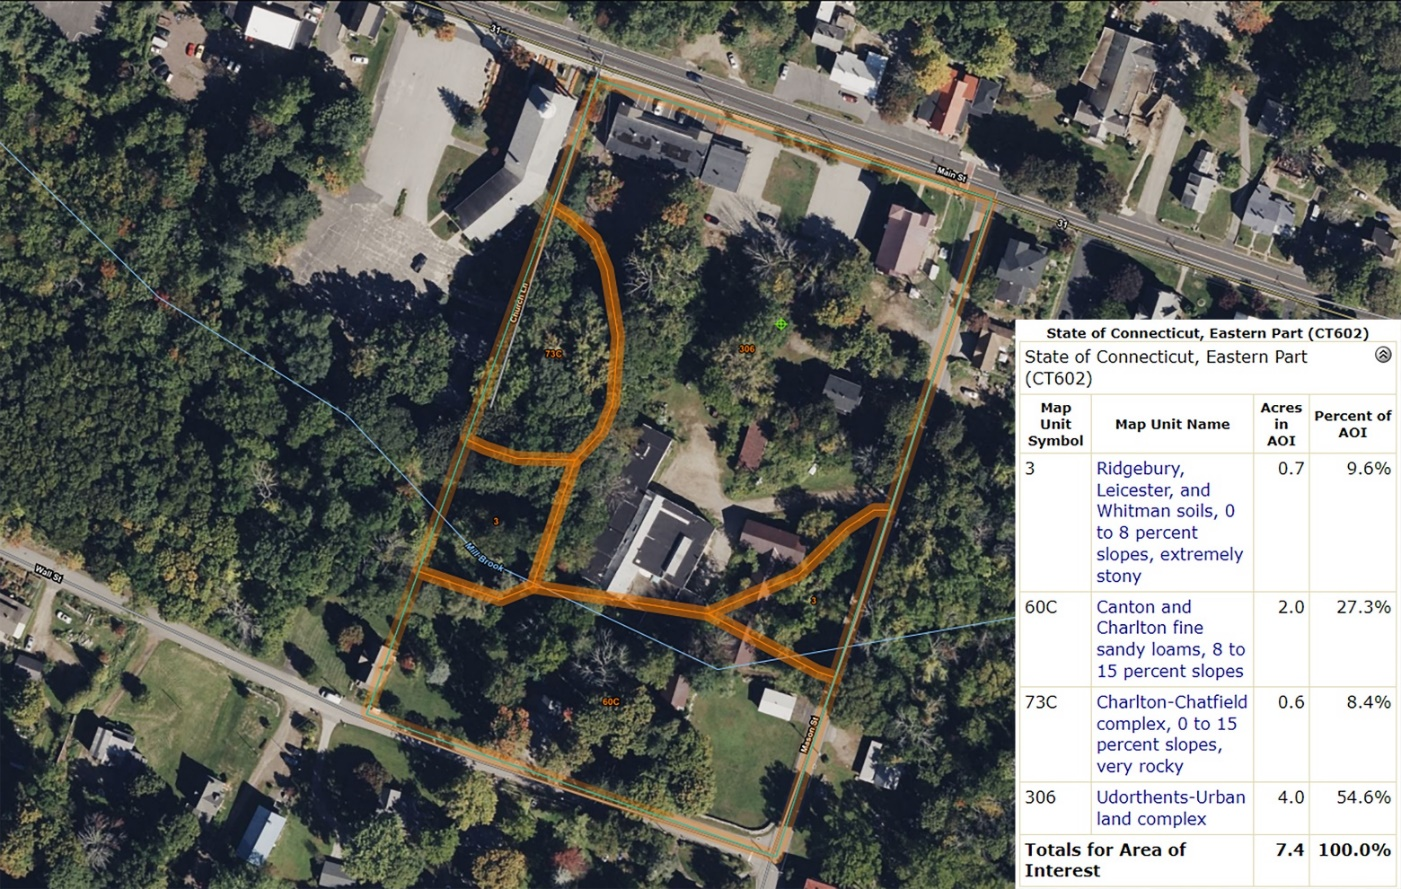 31
Main St
31
Church Ln
73C
306
3
Mill Brook
3
Wall St
60C
Mason St
State of Connecticut, Eastern Part (CT602)
State of Connecticut, Eastern Part
(CT602)
Map
Unit
Symbol
Map Unit Name
Acres
in
AOI
Percent of
AOI
3
Ridgebury,
Leicester, and
Whitman soils, 0
to 8 percent
slopes, extremely
stony
0.7
9.6%
60C
Canton and
Charlton fine
sandy loams, 8 to
15 percent slopes
2.0
27.3%
73C
Charlton-Chatfield
complex, 0 to 15
percent slopes,
very rocky
0.6
8.4%
306
Udorthents-Urban
land complex
4.0
54.6%
Totals for Area of
Interest
7.4
100.0%